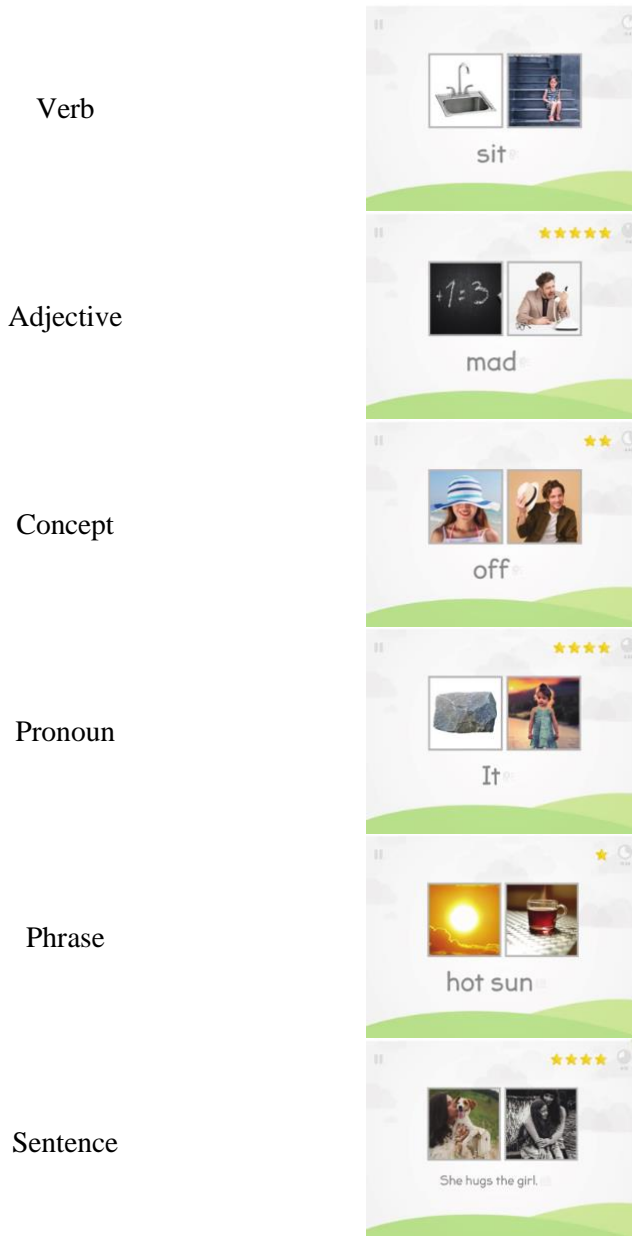 Verb
sit
Adjective
+1=3
mad
Concept
off
Pronoun
It
Phrase
hot sun
Sentence
She hugs the girl.